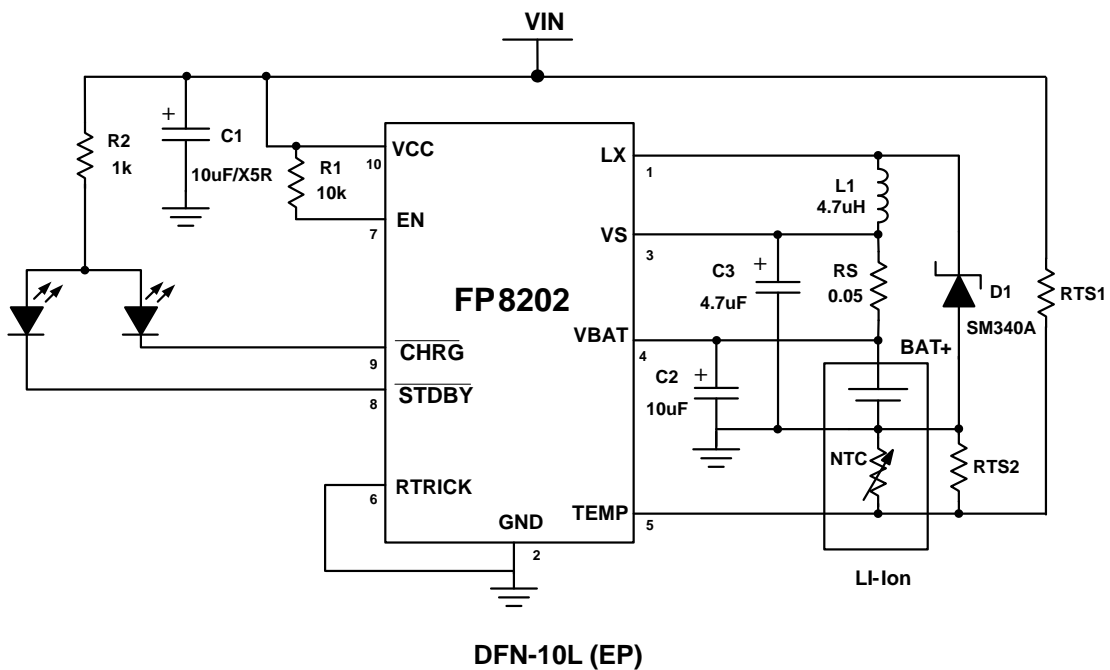 VIN
R2
1k
+
C1
10uF/X5R
R1
10k
VCC
10
EN
7
FP8202
LX
1
VS
3
L1
4.7uH
C3
+
4.7uF
RS
0.05
D1
SM340A
RTS1
CHRG
9
STDBY
8
VBAT
4
BAT+
C2
+
10uF
NTC
RTS2
RTRICK
6
TEMP
5
GND
2
LI-Ion
DFN-10L (EP)